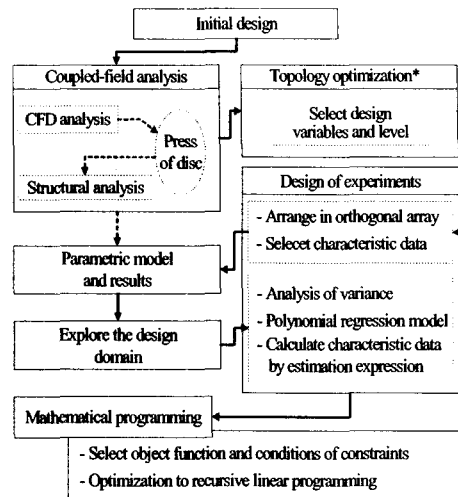 Initial design
Coupled-field analysis
CFD analysis
Press
of disc
Structural analysis
Topology optimization*
Select design
variables and level
Design of experiments
- Arrange in orthogonal array
- Selecet characteristic data
Parametric model
and results
- Analysis of variance
- Polynomial regression model
- Calculate characteristic data
by estimation expression
Explore the design
domain
Mathematical programming
- Select object function and conditions of constraints
- Optimization to recursive linear programming